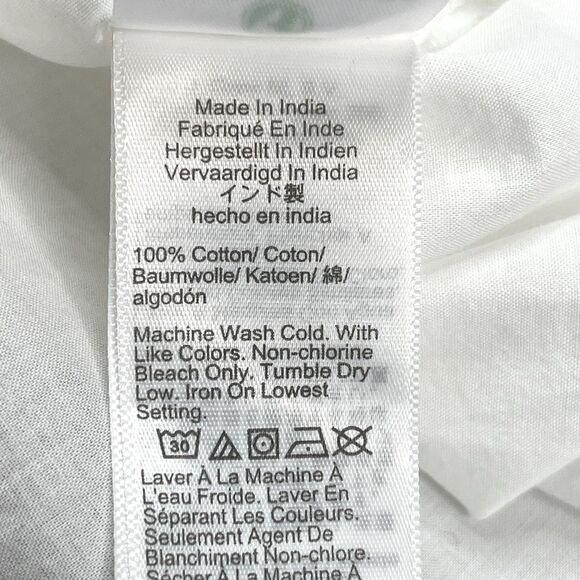 Made In India
Fabriqué En Inde
Hergestellt In Indien
Vervaardigd In India
インド製
hecho en india
100% Cotton/ Coton/
Baumwolle/ Katoen/ 綿/
algodón
Machine Wash Cold. With
Like Colors. Non-chlorine
Bleach Only. Tumble Dry
Low. Iron On Lowest
Setting.
30
Laver À La Machine À
L'eau Froide. Laver En
Séparant Les Couleurs.
Seulement Agent De
Blanchiment Non-chlore.
Sécher À La Machine À